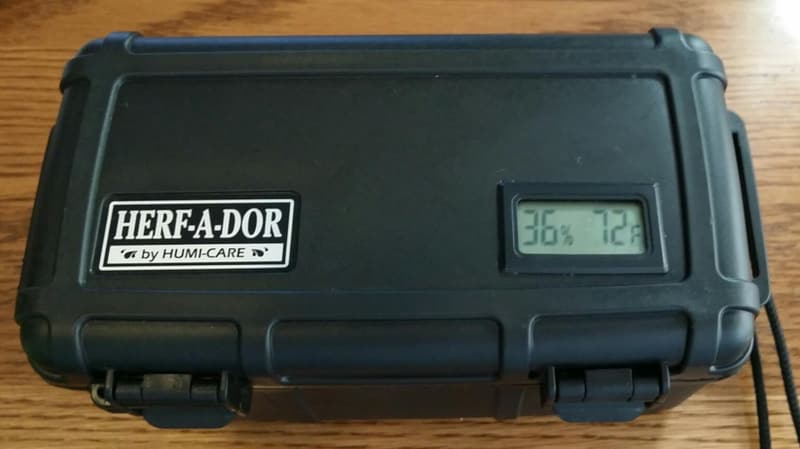 HERF-A-DOR
by HUMI-CARE
36% 72F